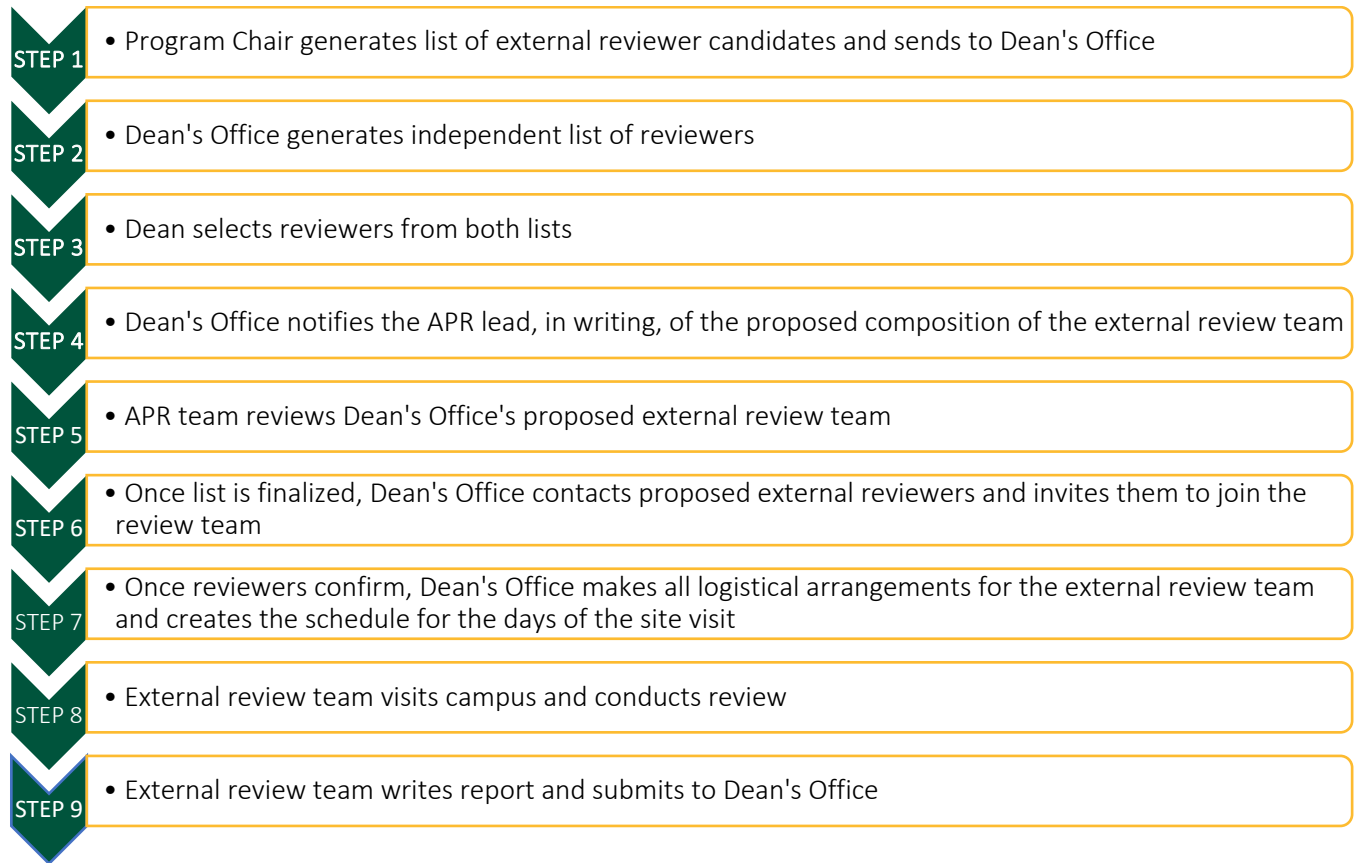 STEP 1
• Program Chair generates list of external reviewer candidates and sends to Dean's Office
STEP 2
• Dean's Office generates independent list of reviewers
STEP 3
• Dean selects reviewers from both lists
STEP 4
• Dean's Office notifies the APR lead, in writing, of the proposed composition of the external review team
STEP 5
• APR team reviews Dean's Office's proposed external review team
STEP 6
• Once list is finalized, Dean's Office contacts proposed external reviewers and invites them to join the
review team
STEP 7
• Once reviewers confirm, Dean's Office makes all logistical arrangements for the external review team
and creates the schedule for the days of the site visit
STEP 8
• External review team visits campus and conducts review
STEP 9
• External review team writes report and submits to Dean's Office